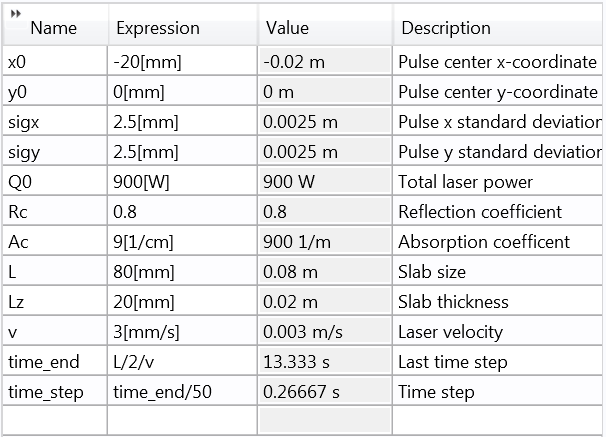 Name Expression Value Description
x0 -20[mm] -0.02 m Pulse center x-coordinate
y0 0[mm] 0 m Pulse center y-coordinate
sigx 2.5[mm] 0.0025 m Pulse x standard deviation
sigy 2.5[mm] 0.0025 m Pulse y standard deviation
Q0 900[W] 900 W Total laser power
Rc 0.8 0.8 Reflection coefficient
Ac 9[1/cm] 900 1/m Absorption coefficent
L 80[mm] 0.08 m Slab size
Lz 20[mm] 0.02 m Slab thickness
v 3[mm/s] 0.003 m/s Laser velocity
time_end L/2/v 13.333 s Last time step
time_step time_end/50 0.26667 s Time step